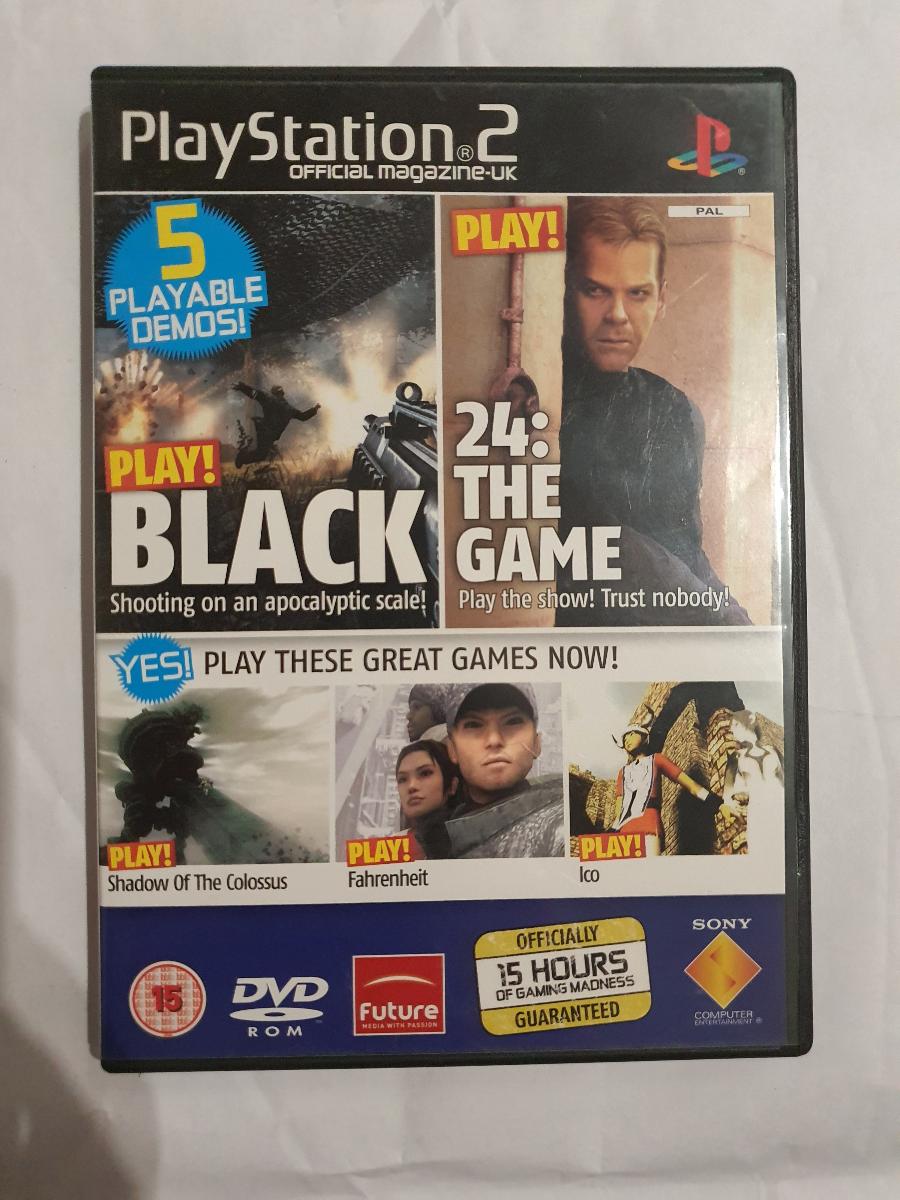 PlayStation®2
OFFICIAL magazine-UK
PAL
5
PLAYABLE
DEMOS!
PLAY!
BLACK
Shooting on an apocalyptic scale!
PLAY!
24:
THE
GAME
Play the show! Trust nobody!
YES! PLAY THESE GREAT GAMES NOW!
PLAY!
Shadow Of The Colossus
PLAY!
Fahrenheit
PLAY!
Ico
15
DVD
ROM
Future
MEDIA WITH PASSION
OFFICIALLY
15 HOURS
OF GAMING MADNESS
GUARANTEED
SONY
COMPUTER
ENTERTAINMENT®